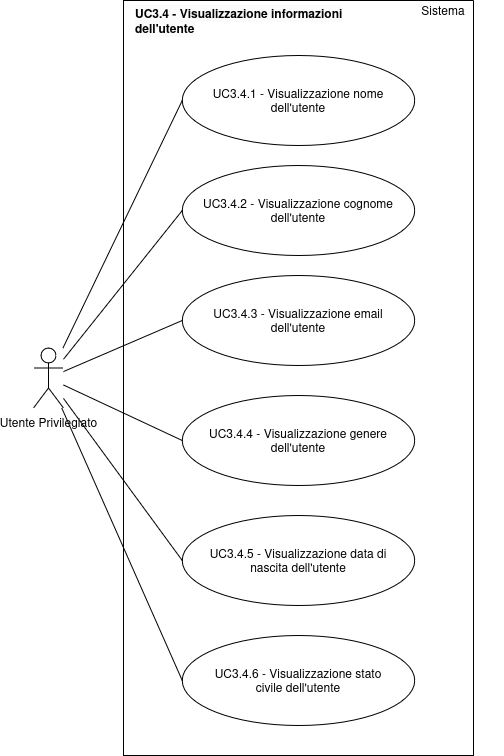 UC3.4 - Visualizzazione informazioni
dell'utente
Sistema
UC3.4.1 - Visualizzazione nome
dell'utente
UC3.4.2 - Visualizzazione cognome
dell'utente
UC3.4.3 - Visualizzazione email
dell'utente
Utente Privilegiato
UC3.4.4 - Visualizzazione genere
dell'utente
UC3.4.5 - Visualizzazione data di
nascita dell'utente
UC3.4.6 - Visualizzazione stato
civile dell'utente